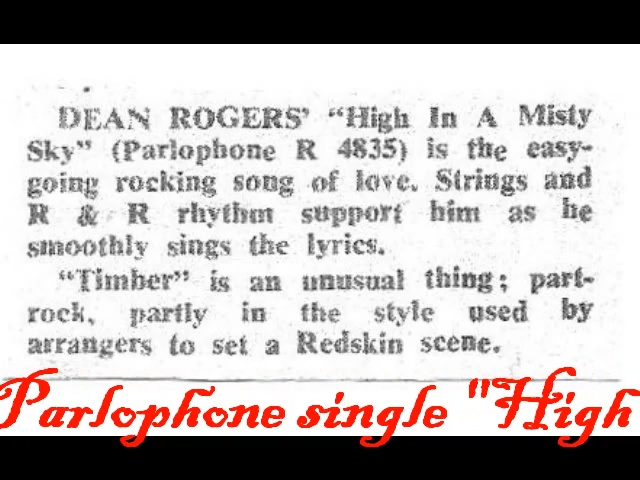 DEAN ROGERS' "High In A Misty
Sky" (Parlophone R 4835) is the easy-
going rocking song of love. Strings and
R & R rhythm support him as he
smoothly sings the lyrics.
"Timber" is an unusual thing; part-
rock, partly in the style used by
arrangers to set a Redskin scene.
Parlophone single "High